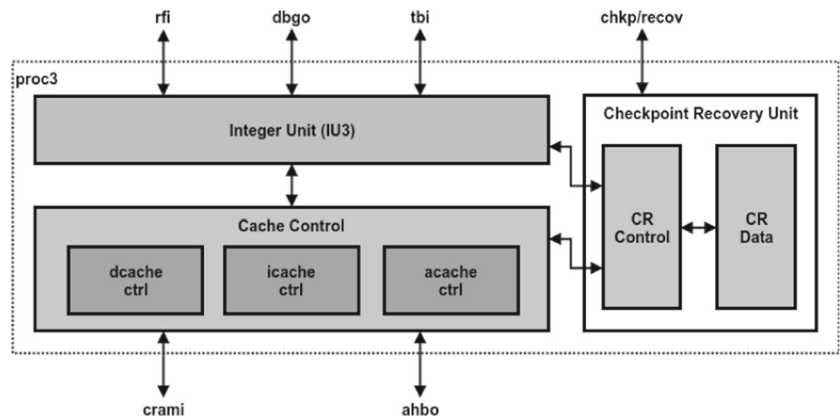 rfi
dbgo
tbi
chkp/recov
proc3
Integer Unit (IU3)
Checkpoint Recovery Unit
Cache Control
CR
Control
CR
Data
dcache
ctrl
icache
ctrl
acache
ctrl
crami
ahbo